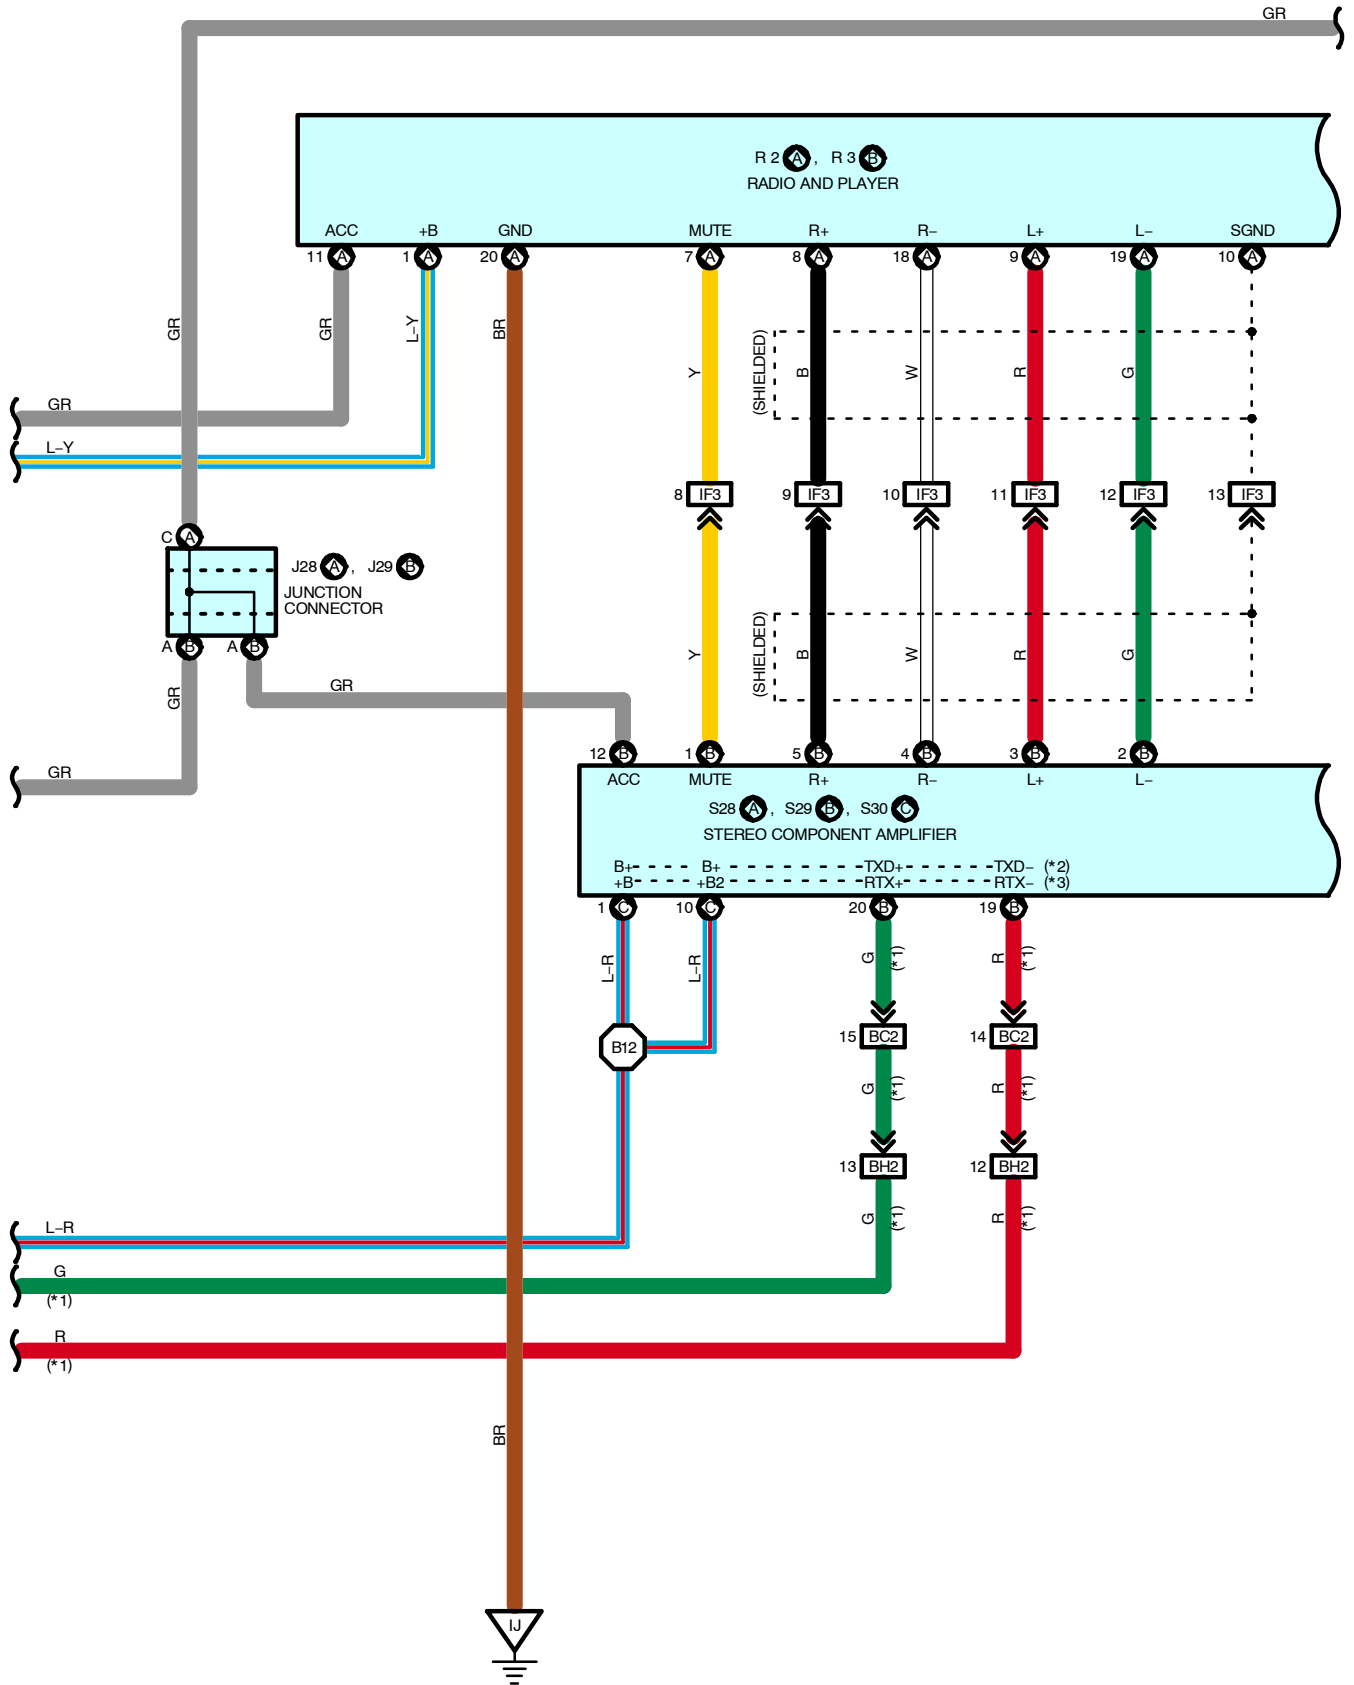 GR
R 2 A , R 3 B
RADIO AND PLAYER
ACC +B GND MUTE R+ R− L+ L− SGND
11 A 1 A 20 A 7 A 8 A 18 A 9 A 19 A 10 A
GR GR L−Y BR Y (SHIELDED) B W R G
GR
L−Y
8 IF3 9 IF3 10 IF3 11 IF3 12 IF3 13 IF3
C A
J28 A , J29 B
JUNCTION
CONNECTOR
A B A B
GR GR Y (SHIELDED) B W R G
12 B 1 B 5 B 4 B 3 B 2 B
GR
ACC MUTE R+ R− L+ L−
S28 A , S29 B , S30 C
STEREO COMPONENT AMPLIFIER
B+ B+ TXD+ TXD− (*2)
+B +B2 RTX+ RTX− (*3)
1 C 10 C 20 B 19 B
L−R L−R G (*1) R (*1)
B12
15 BC2 14 BC2
G (*1) R (*1)
13 BH2 12 BH2
G (*1) R (*1)
L−R
G
(*1)
R
(*1)
BR
IJ